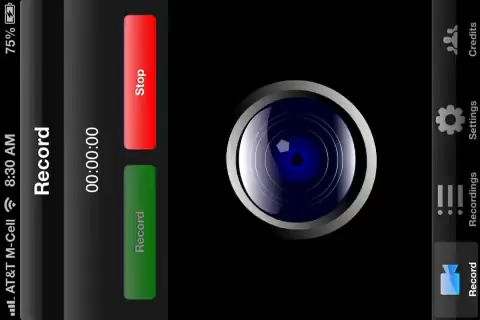 AT&T M-Cell 8:30 AM 75%
Record
00:00:00
Record Stop
Record Recordings Settings Credits